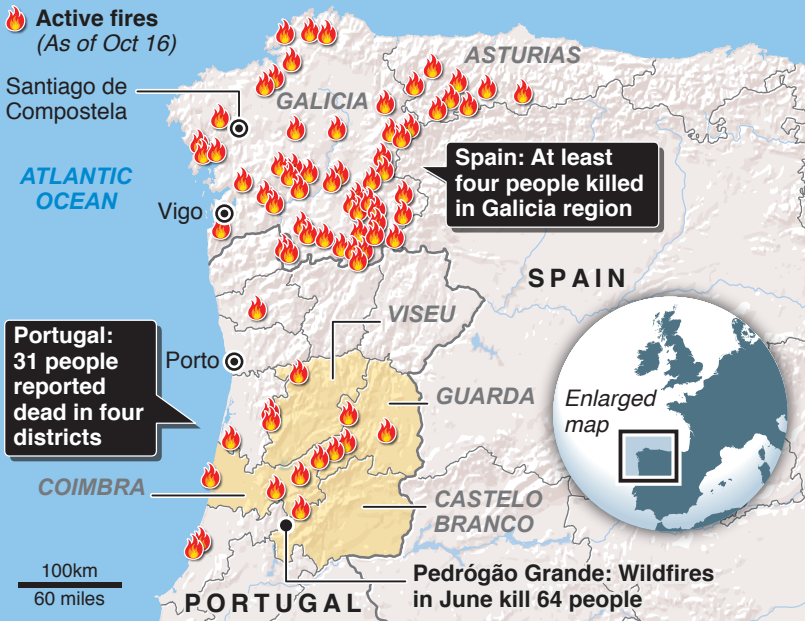 Active fires
(As of Oct 16)
Santiago de
Compostela
GALICIA
ASTURIAS
ATLANTIC
OCEAN
Vigo
Spain: At least
four people killed
in Galicia region
SPAIN
VISEU
Portugal:
31 people
reported
dead in four
districts
Porto
GUARDA
Enlarged
map
COIMBRA
CASTELO
BRANCO
100km
60 miles
PORTUGAL
Pedrógão Grande: Wildfires
in June kill 64 people